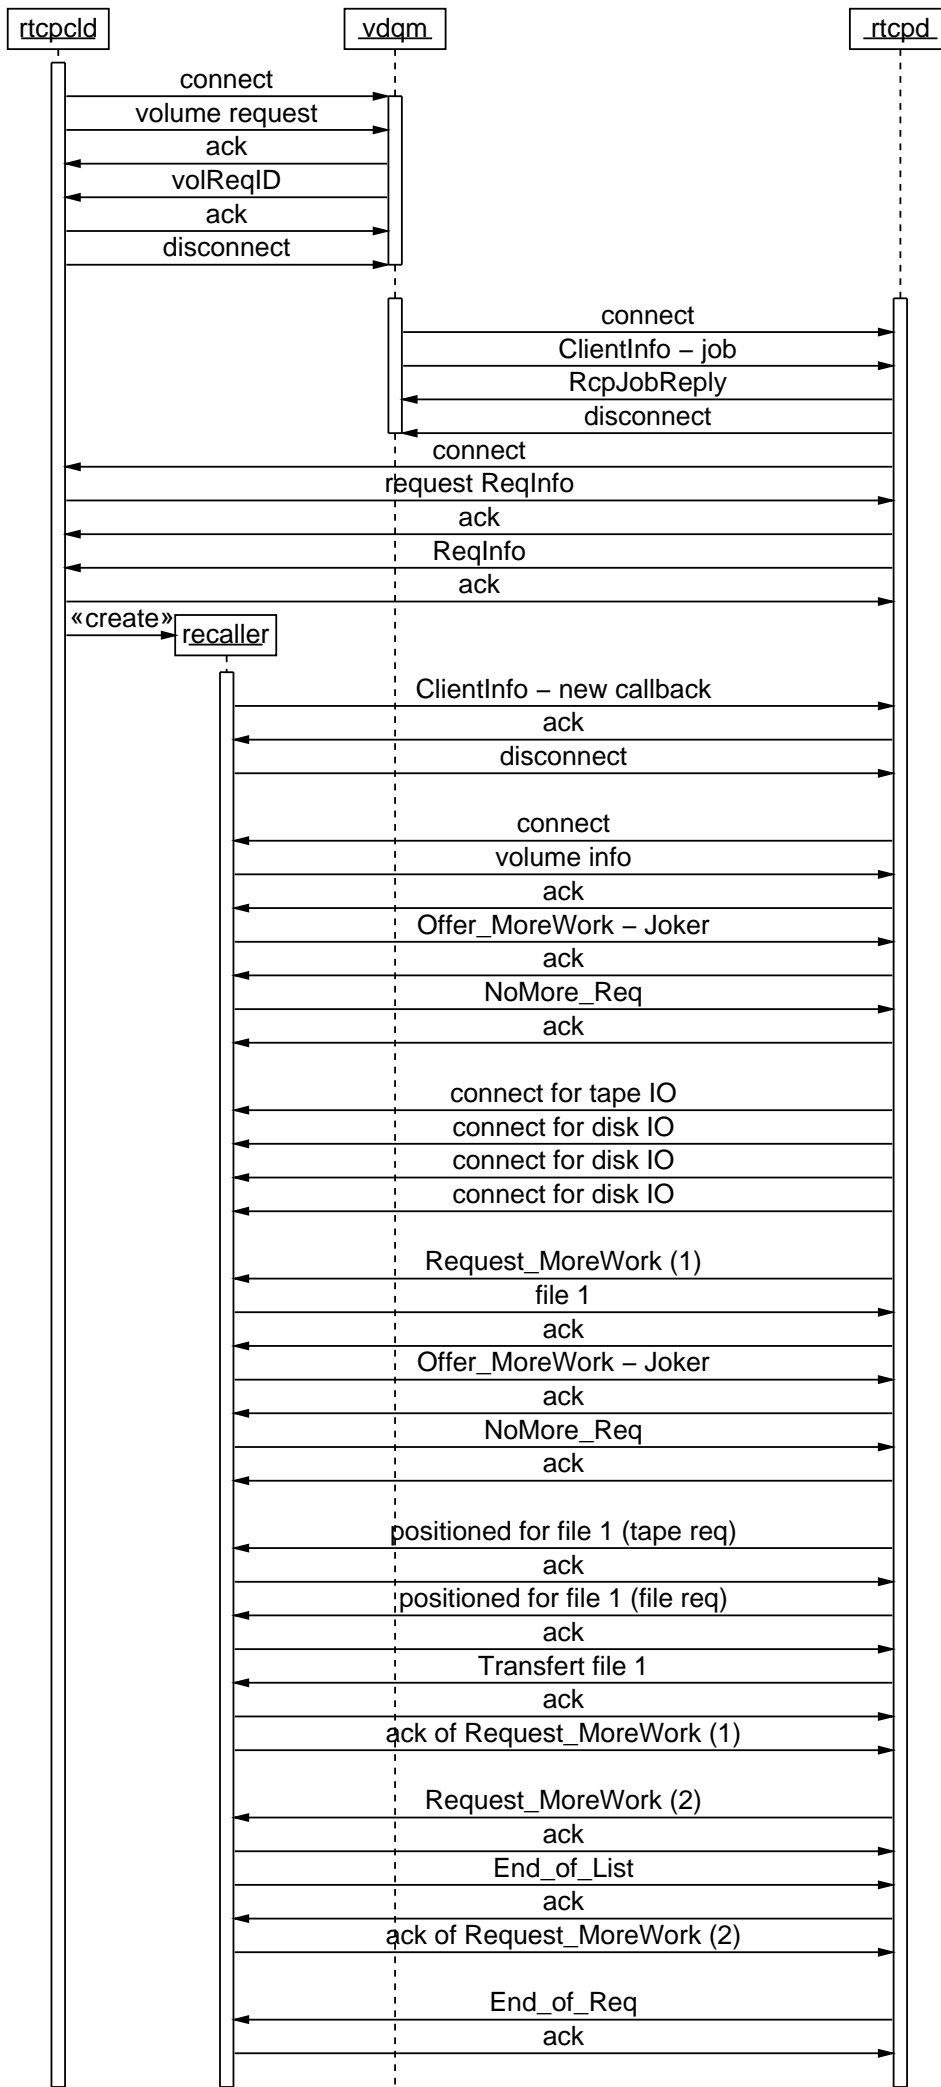 rtcpcld
vdqm
rtcpd
connect
volume request
ack
volReqID
ack
disconnect
connect
ClientInfo – job
RcpJobReply
disconnect
connect
request ReqInfo
ack
ReqInfo
ack
«create»
recaller
ClientInfo – new callback
ack
disconnect
connect
volume info
ack
Offer_MoreWork – Joker
ack
NoMore_Req
ack
connect for tape IO
connect for disk IO
connect for disk IO
connect for disk IO
Request_MoreWork (1)
file 1
ack
Offer_MoreWork – Joker
ack
NoMore_Req
ack
positioned for file 1 (tape req)
ack
positioned for file 1 (file req)
ack
Transfert file 1
ack
ack of Request_MoreWork (1)
Request_MoreWork (2)
ack
End_of_List
ack
ack of Request_MoreWork (2)
End_of_Req
ack